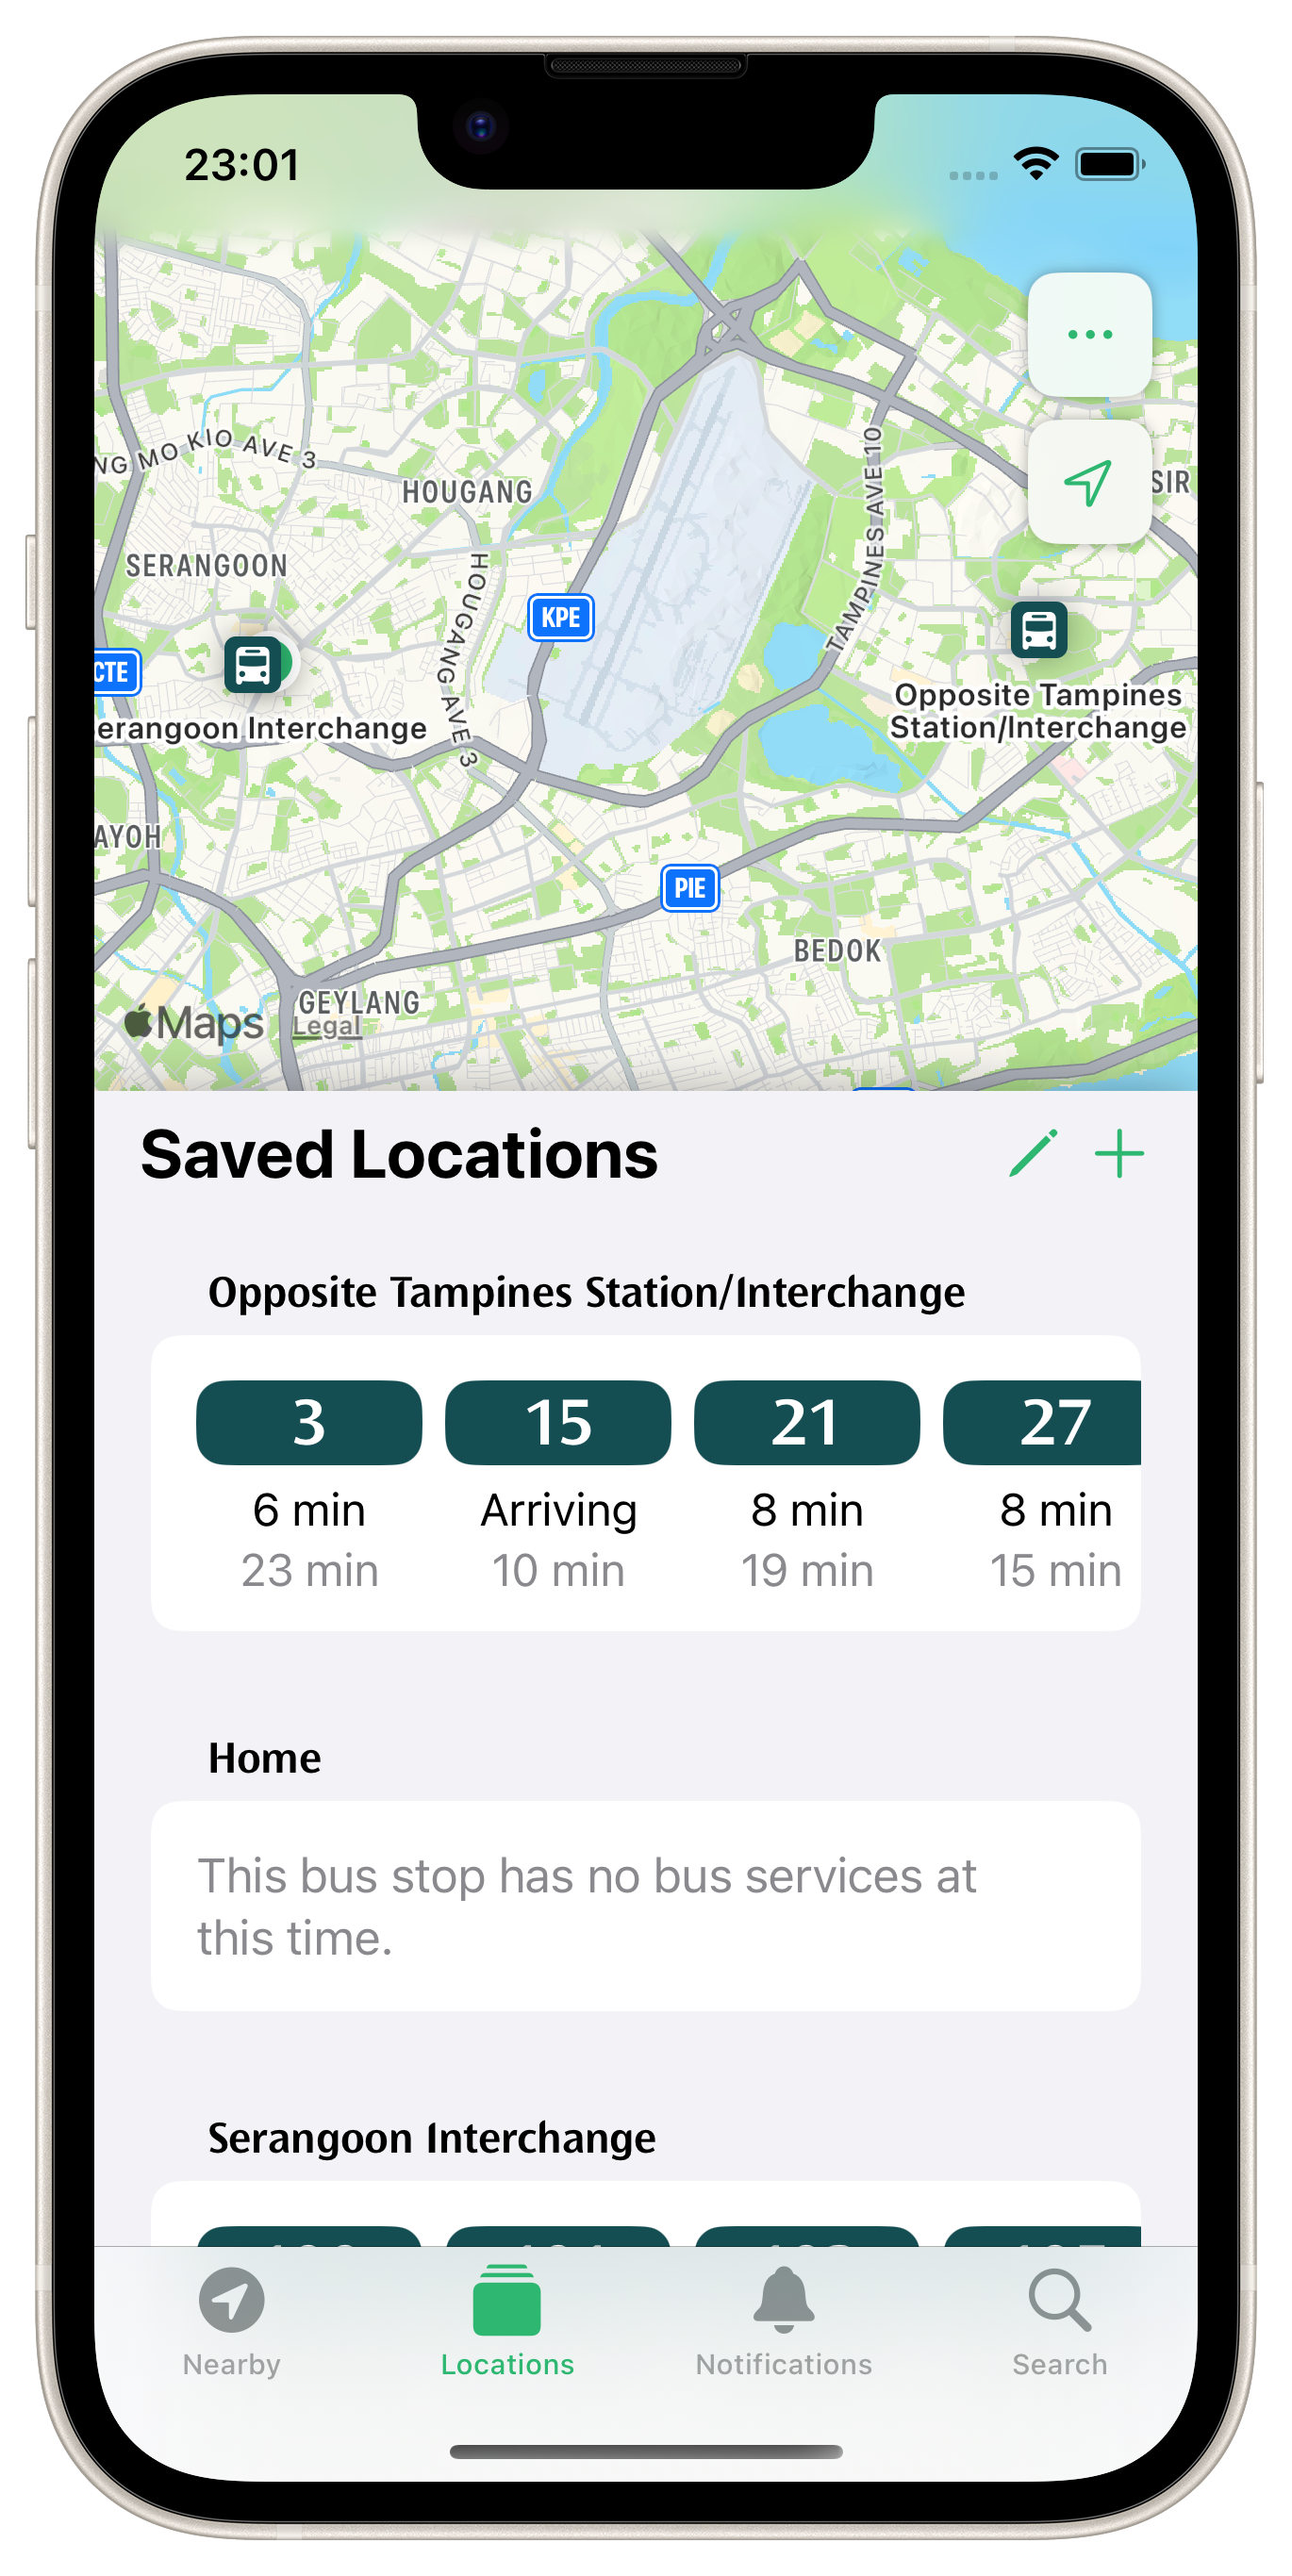 23:01
NG MO KIO AVE 3
HOUGANG
SIR
SERANGOON
HOUGANG AVE 3
TAMPINES AVE 10
KPE
CTE
erangoon Interchange
Opposite Tampines
Station/Interchange
AYOH
PIE
BEDOK
GEYLANG
Maps
Legal
Saved Locations
Opposite Tampines Station/Interchange
3 15 21 27
6 min Arriving 8 min 8 min
23 min 10 min 19 min 15 min
Home
This bus stop has no bus services at
this time.
Serangoon Interchange
Nearby Locations Notifications Search